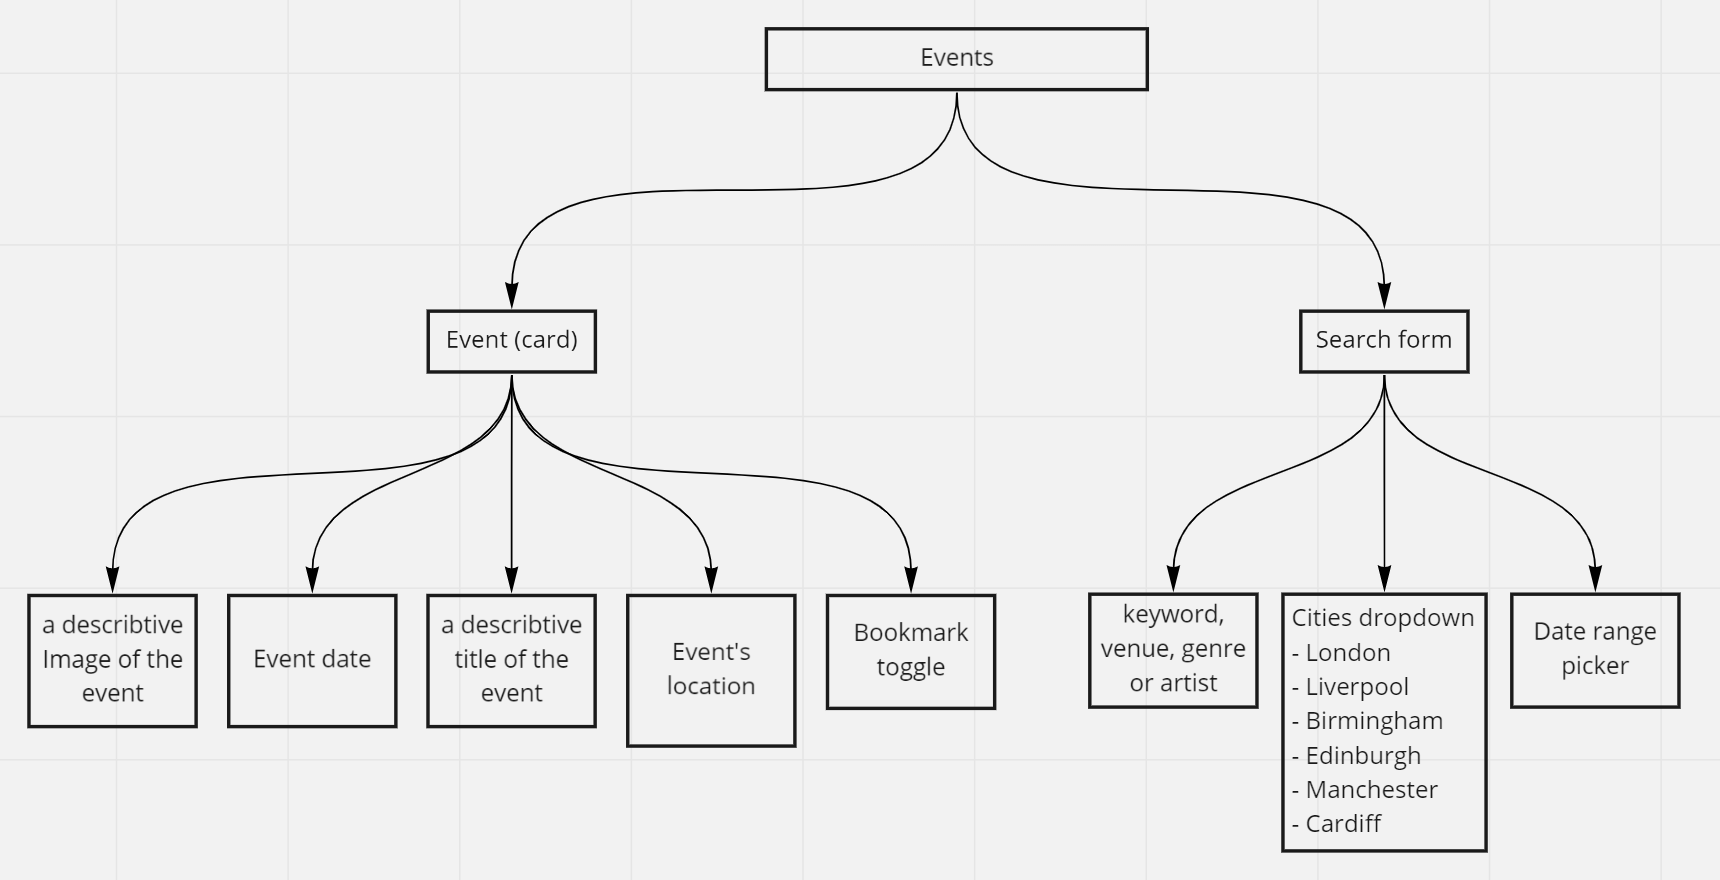 Events
Event (card)
Search form
a describtive
Image of the
event
Event date
a describtive
title of the
event
Event's
location
Bookmark
toggle
keyword,
venue, genre
or artist
Cities dropdown
- London
- Liverpool
- Birmingham
- Edinburgh
- Manchester
- Cardiff
Date range
picker